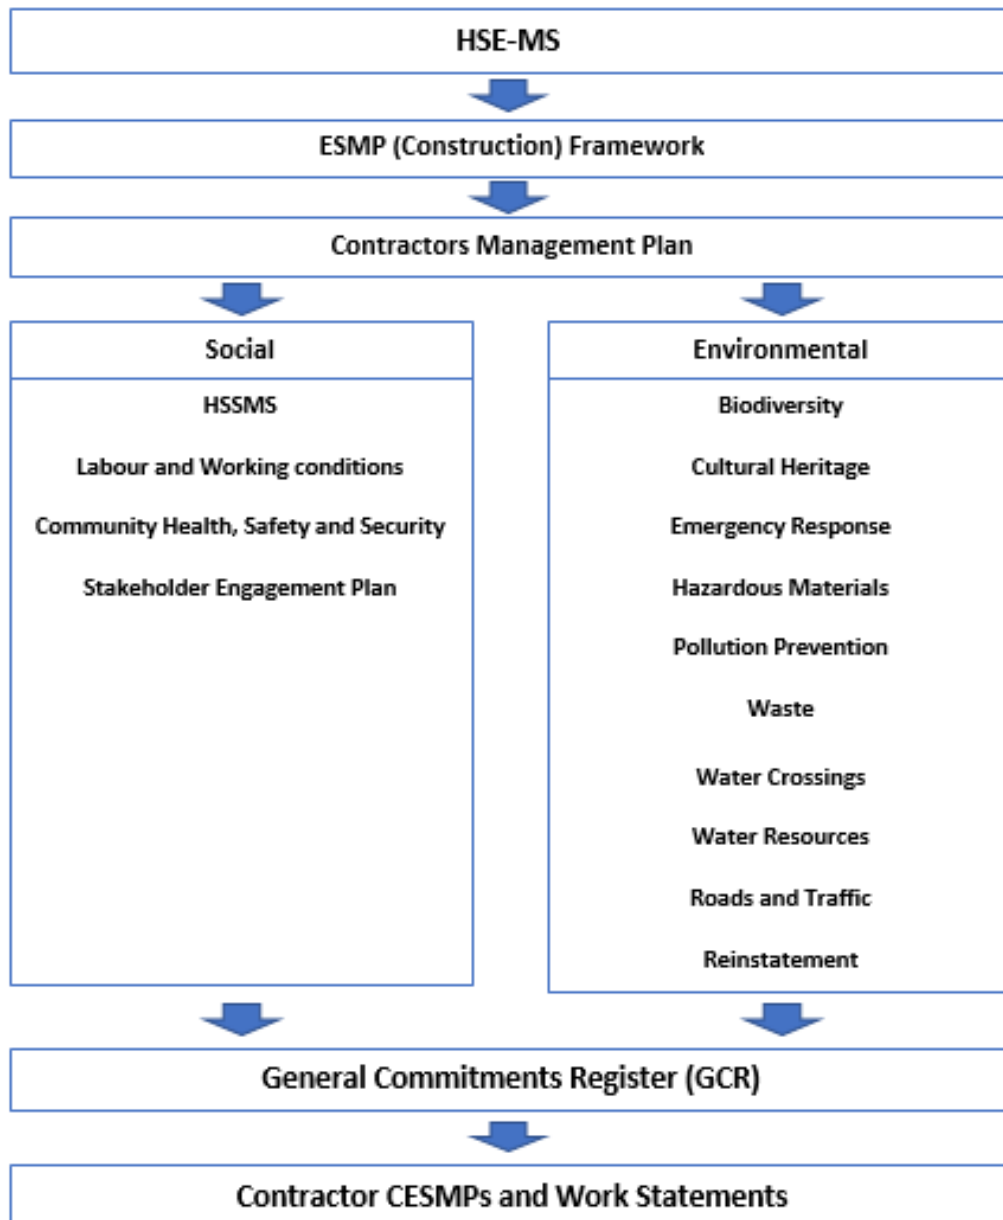 HSE-MS
ESMP (Construction) Framework
Contractors Management Plan
Social
HSSMS
Labour and Working conditions
Community Health, Safety and Security
Stakeholder Engagement Plan
Environmental
Biodiversity
Cultural Heritage
Emergency Response
Hazardous Materials
Pollution Prevention
Waste
Water Crossings
Water Resources
Roads and Traffic
Reinstatement
General Commitments Register (GCR)
Contractor CESMPs and Work Statements